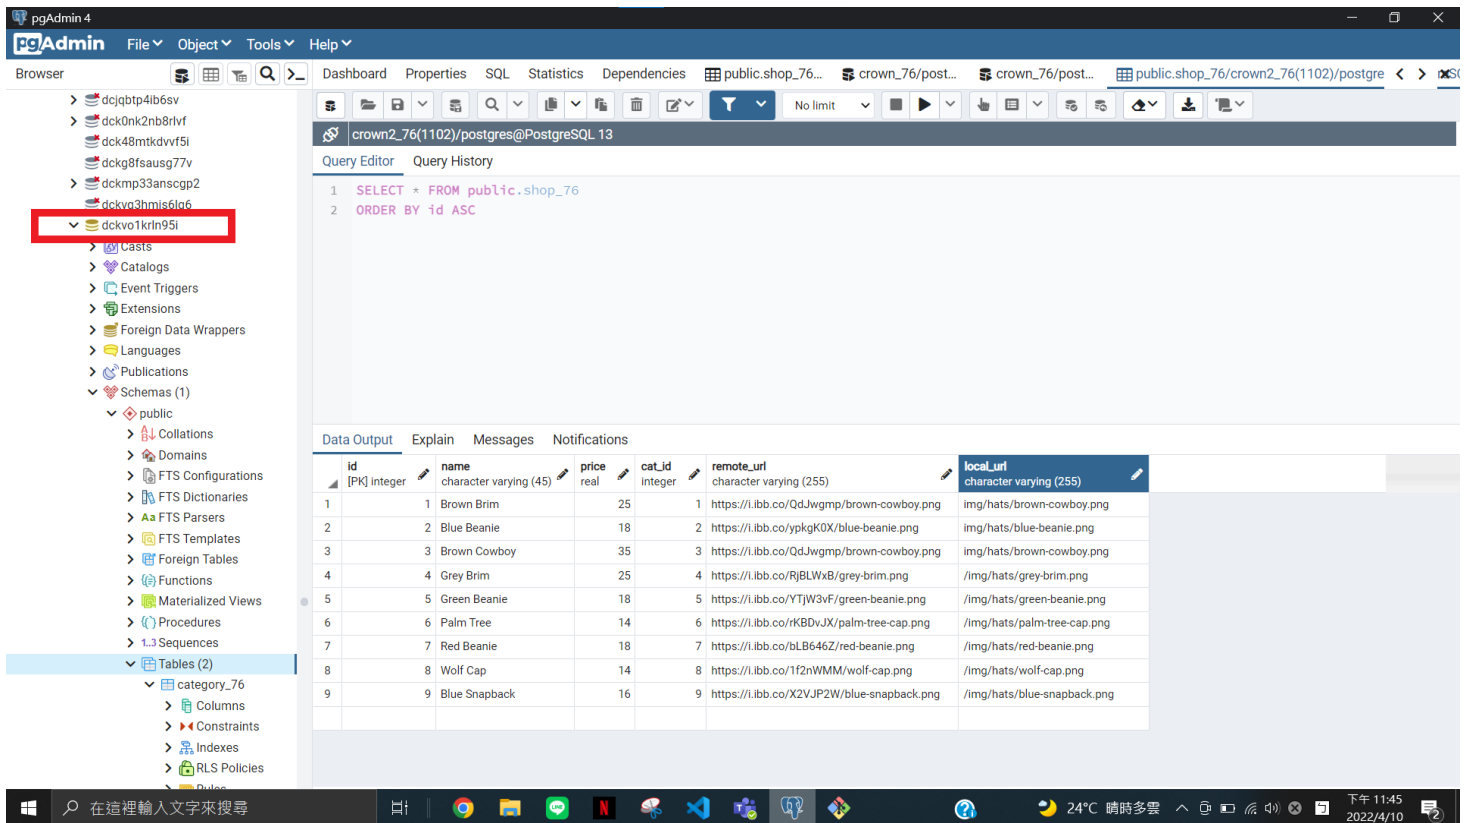 pgAdmin 4
pgAdmin File Object Tools Help
Browser
Dashboard Properties SQL Statistics Dependencies public.shop_76... crown_76/post... crown_76/post... public.shop_76/crown2_76(1102)/postgre
No limit
crown2_76(1102)/postgres@PostgreSQL 13
Query Editor Query History
1 SELECT * FROM public.shop_76
2 ORDER BY id ASC
dcjqbtp4ib6sv
dck0nk2nb8rlvf
dck48mtkdvvf5i
dckg8fsausg77v
dckmp33anscgp2
dckvq3hmis6lq6
dckvo1krln95i
Casts
Catalogs
Event Triggers
Extensions
Foreign Data Wrappers
Languages
Publications
Schemas (1)
public
Collations
Domains
FTS Configurations
FTS Dictionaries
FTS Parsers
FTS Templates
Foreign Tables
Functions
Materialized Views
Procedures
Sequences
Tables (2)
category_76
Columns
Constraints
Indexes
RLS Policies
Rules
Data Output Explain Messages Notifications
id name price cat_id remote_url local_url
[PK] integer character varying (45) real integer character varying (255) character varying (255)
1 1 Brown Brim 25 1 https://i.ibb.co/QdJwgmp/brown-cowboy.png img/hats/brown-cowboy.png
2 2 Blue Beanie 18 2 https://i.ibb.co/ypkgK0X/blue-beanie.png img/hats/blue-beanie.png
3 3 Brown Cowboy 35 3 https://i.ibb.co/QdJwgmp/brown-cowboy.png img/hats/brown-cowboy.png
4 4 Grey Brim 25 4 https://i.ibb.co/RjBLWxB/grey-brim.png /img/hats/grey-brim.png
5 5 Green Beanie 18 5 https://i.ibb.co/YTjW3vF/green-beanie.png /img/hats/green-beanie.png
6 6 Palm Tree 14 6 https://i.ibb.co/rKBDvJX/palm-tree-cap.png /img/hats/palm-tree-cap.png
7 7 Red Beanie 18 7 https://i.ibb.co/bLB646Z/red-beanie.png /img/hats/red-beanie.png
8 8 Wolf Cap 14 8 https://i.ibb.co/1f2nWMM/wolf-cap.png /img/hats/wolf-cap.png
9 9 Blue Snapback 16 9 https://i.ibb.co/X2VJP2W/blue-snapback.png /img/hats/blue-snapback.png
在這裡輸入文字來搜尋
24°C 晴時多雲
下午 11:45
2022/4/10
2